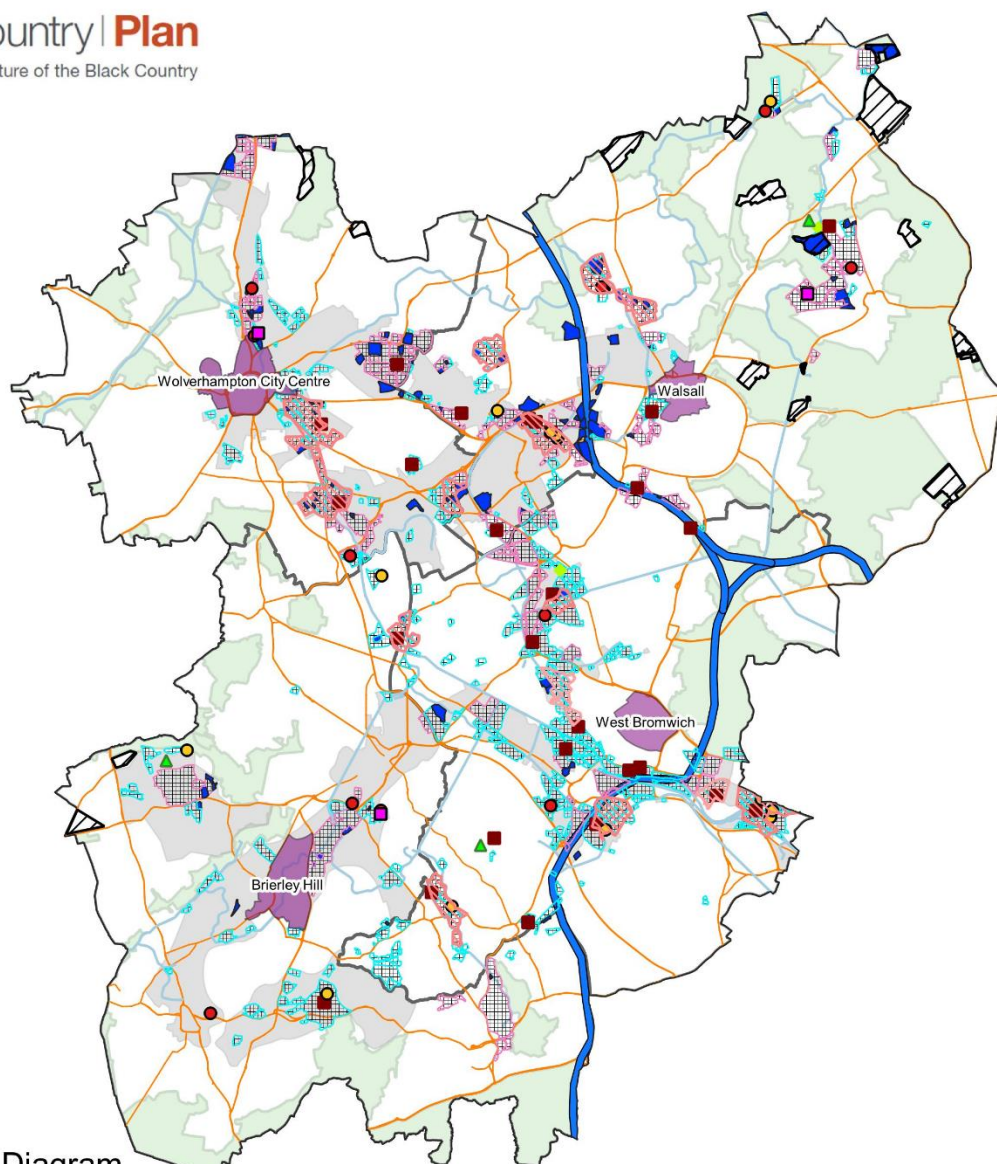 ountry | Plan
ture of the Black Country
Wolverhampton City Centre
Walsall
West Bromwich
Brierley Hill
Diagram